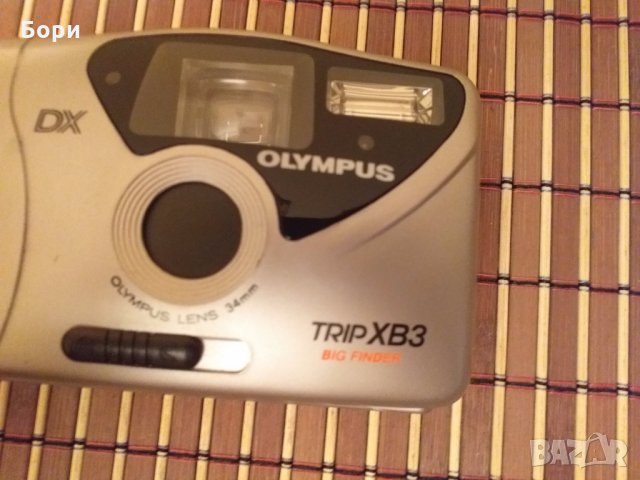 Бори
DX
OLYMPUS
OLYMPUS LENS 34mm
TRIP XB3
BIG FINDER
BAZAR